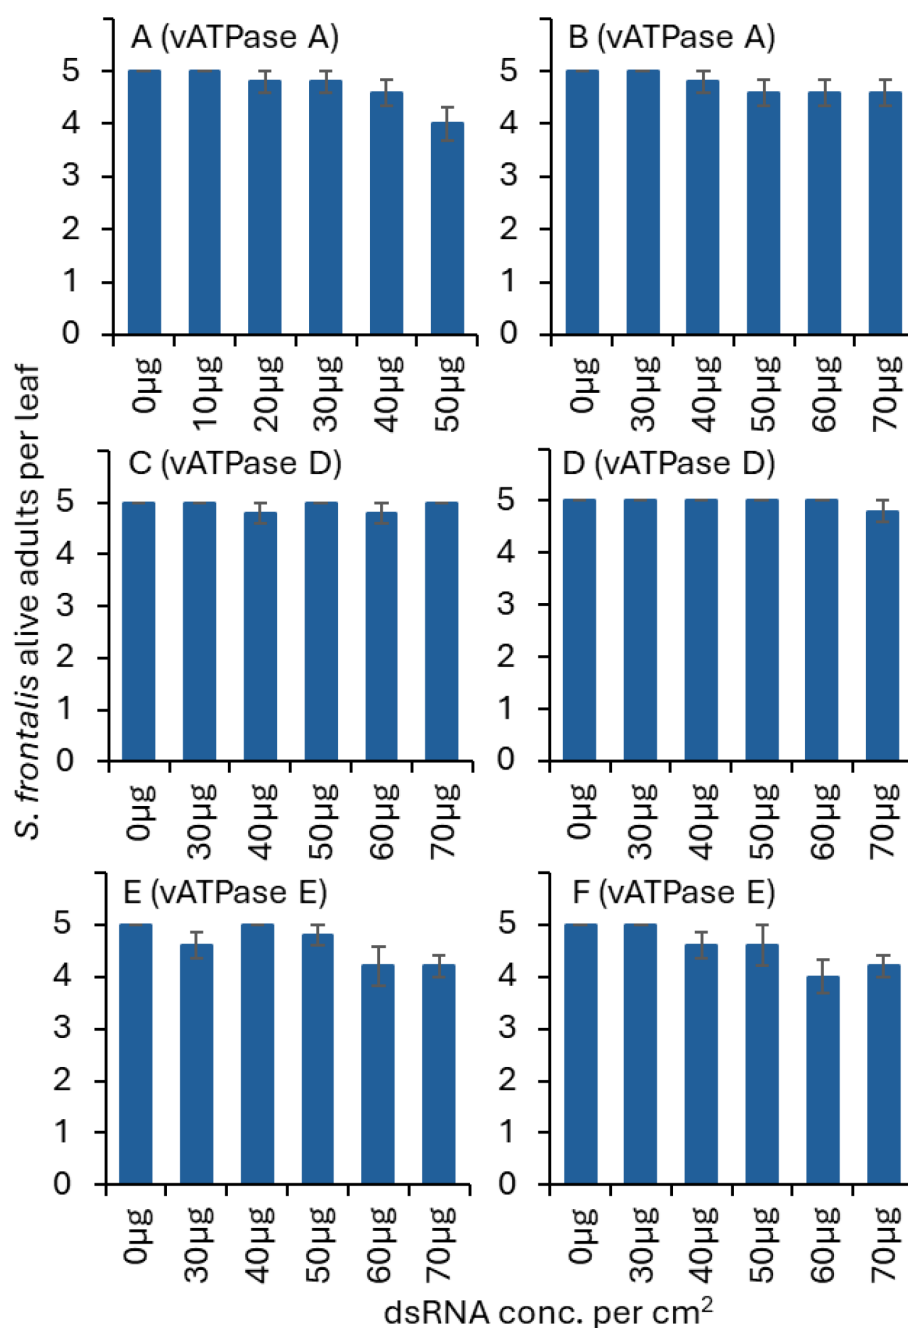 A (vATPase A)
5
4
3
2
1
0
0µg
10µg
20µg
30µg
40µg
50µg
B (vATPase A)
5
4
3
2
1
0
0µg
30µg
40µg
50µg
60µg
70µg
S. frontalis alive adults per leaf
C (vATPase D)
5
4
3
2
1
0
0µg
30µg
40µg
50µg
60µg
70µg
D (vATPase D)
5
4
3
2
1
0
0µg
30µg
40µg
50µg
60µg
70µg
E (vATPase E)
5
4
3
2
1
0
0µg
30µg
40µg
50µg
60µg
70µg
F (vATPase E)
5
4
3
2
1
0
0µg
30µg
40µg
50µg
60µg
70µg
dsRNA conc. per cm²